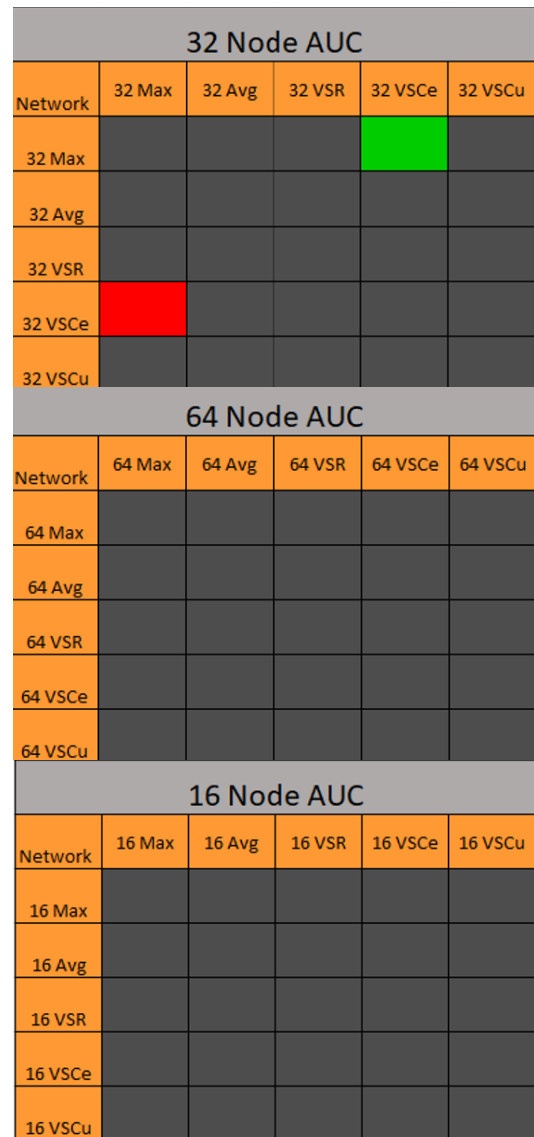 32 Node AUC
Network 32 Max 32 Avg 32 VSR 32 VSCe 32 VSCu
32 Max
32 Avg
32 VSR
32 VSCe
32 VSCu
64 Node AUC
Network 64 Max 64 Avg 64 VSR 64 VSCe 64 VSCu
64 Max
64 Avg
64 VSR
64 VSCe
64 VSCu
16 Node AUC
Network 16 Max 16 Avg 16 VSR 16 VSCe 16 VSCu
16 Max
16 Avg
16 VSR
16 VSCe
16 VSCu